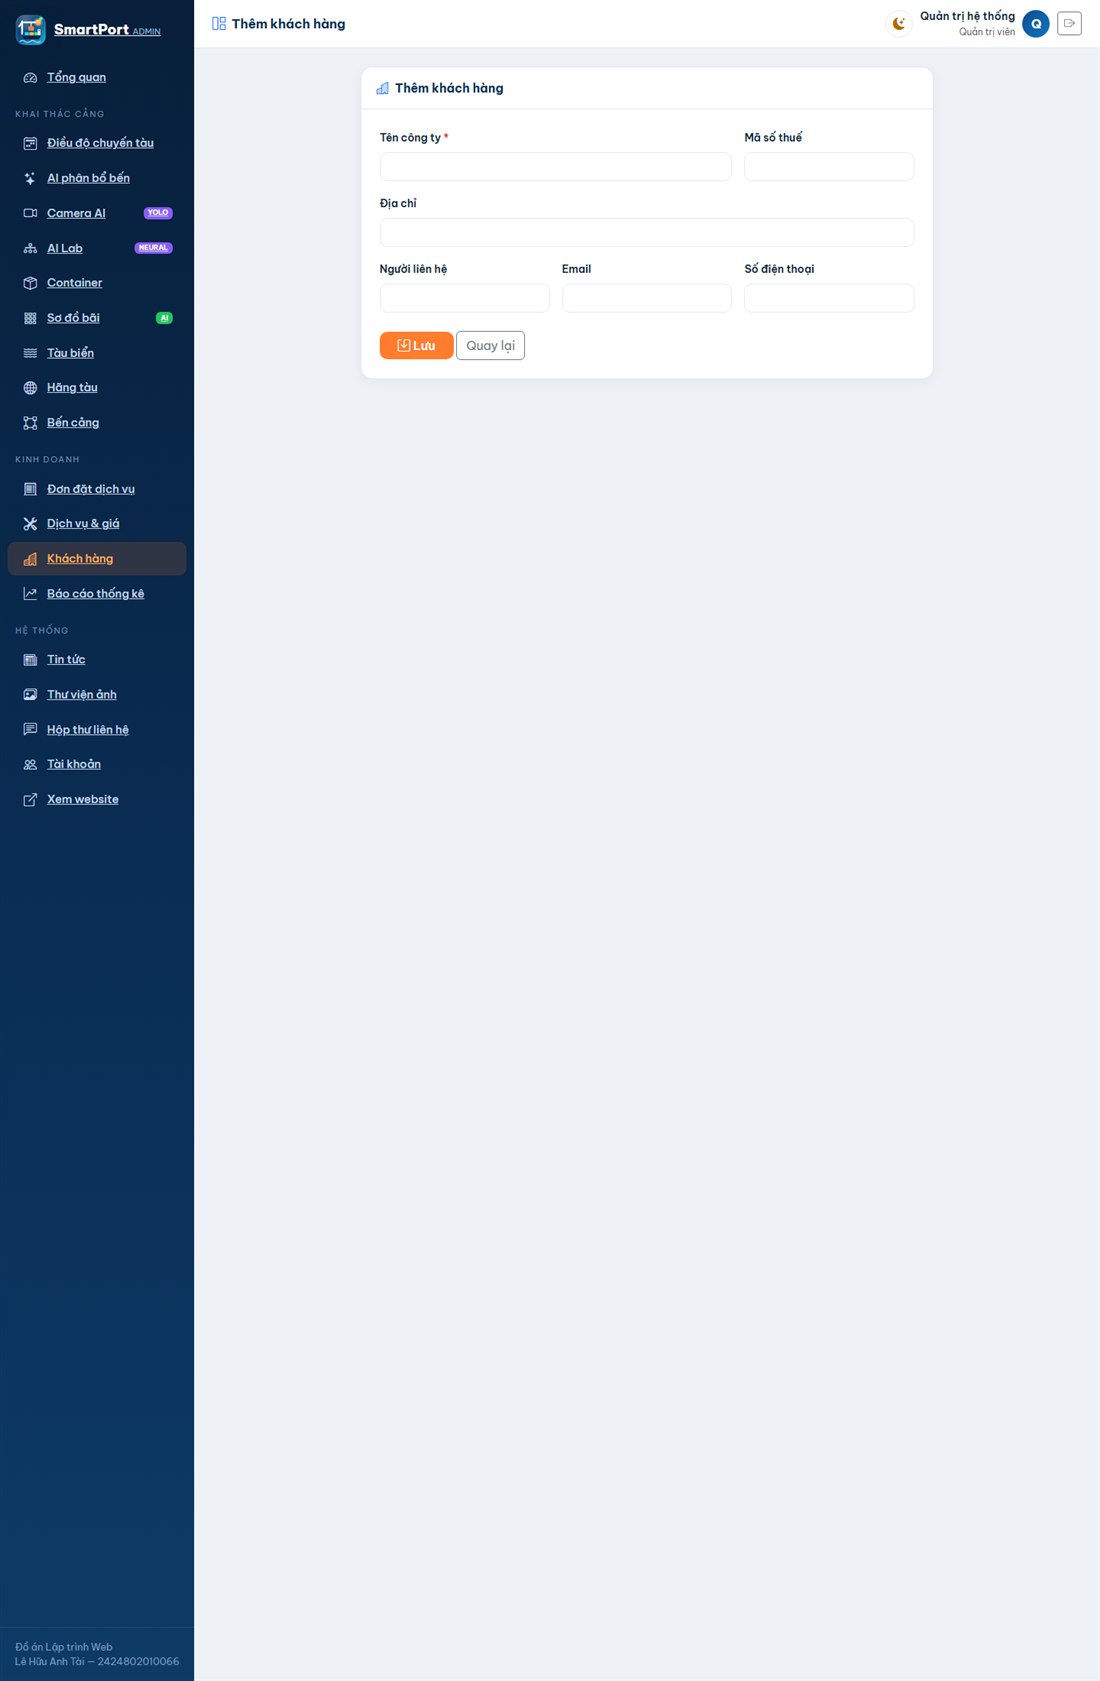 SmartPort ADMIN
Thêm khách hàng
Quản trị hệ thống
Quản trị viên
Q
Tổng quan
KHAI THÁC CẢNG
Điều độ chuyến tàu
AI phân bổ bến
Camera AI YOLO
AI Lab NEURAL
Container
Sơ đồ bãi AI
Tàu biển
Hãng tàu
Bến cảng
KINH DOANH
Đơn đặt dịch vụ
Dịch vụ & giá
Khách hàng
Báo cáo thống kê
HỆ THỐNG
Tin tức
Thư viện ảnh
Hộp thư liên hệ
Tài khoản
Xem website
Đồ án Lập trình Web
Lê Hữu Anh Tài — 2424802010066
Thêm khách hàng
Tên công ty * Mã số thuế
Địa chỉ
Người liên hệ Email Số điện thoại
Lưu Quay lại